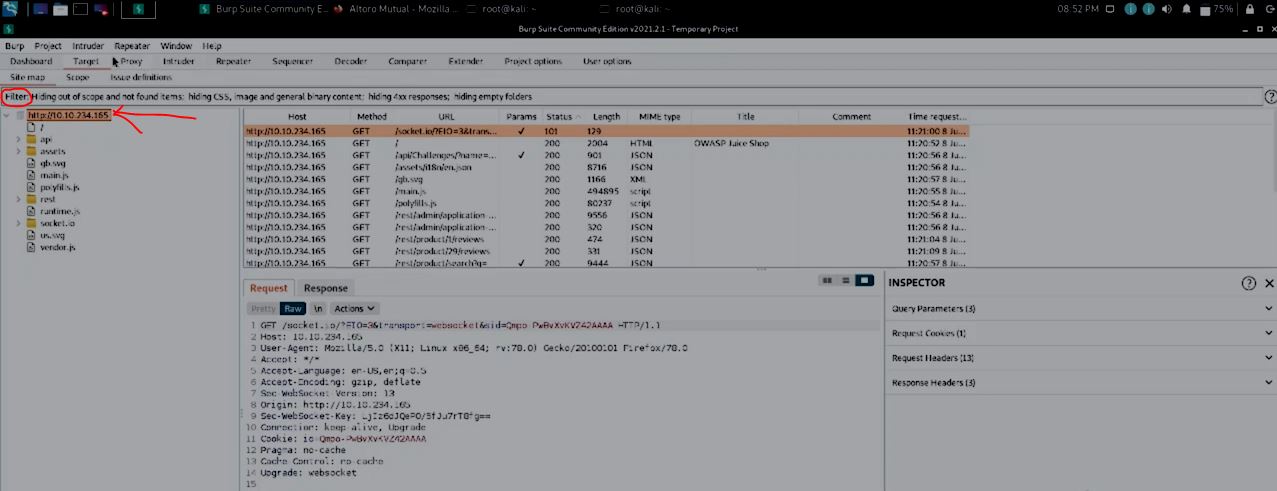 Burp Suite Community E... Altoro Mutual - Mozilla ... root@kali: ~ root@kali: ~ 08:52 PM 75%
Burp Suite Community Edition v2021.2.1 - Temporary Project
Burp Project Intruder Repeater Window Help
Dashboard Target Proxy Intruder Repeater Sequencer Decoder Comparer Extender Project options User options
Site map Scope Issue definitions
Filter: Hiding out of scope and not found items; hiding CSS, image and general binary content; hiding 4xx responses; hiding empty folders ?
http://10.10.234.165
/
api
assets
gb.svg
main.js
polyfills.js
rest
runtime.js
socket.io
us.svg
vendor.js
Host Method URL Params Status Length MIME type Title Comment Time request...
http://10.10.234.165 GET /socket.io/?EIO=3&trans... ✓ 101 129 11:21:00 8 Ju...
http://10.10.234.165 GET / 200 2004 HTML OWASP Juice Shop 11:20:52 8 Ju...
http://10.10.234.165 GET /api/Challenges/?name=... ✓ 200 901 JSON 11:20:56 8 Ju...
http://10.10.234.165 GET /assets/i18n/en.json 200 8716 JSON 11:20:56 8 Ju...
http://10.10.234.165 GET /gb.svg 200 1166 XML 11:20:56 8 Ju...
http://10.10.234.165 GET /main.js 200 494895 script 11:20:55 8 Ju...
http://10.10.234.165 GET /polyfills.js 200 80237 script 11:20:54 8 Ju...
http://10.10.234.165 GET /rest/admin/application-... 200 9556 JSON 11:20:56 8 Ju...
http://10.10.234.165 GET /rest/admin/application-... 200 320 JSON 11:20:56 8 Ju...
http://10.10.234.165 GET /rest/product/1/reviews 200 474 JSON 11:21:04 8 Ju...
http://10.10.234.165 GET /rest/product/29/reviews 200 331 JSON 11:21:09 8 Ju...
http://10.10.234.165 GET /rest/product/search?q= ✓ 200 9444 JSON 11:20:57 8 Ju...
Request Response
Pretty Raw \n Actions
1 GET /socket.io/?EIO=3&transport=websocket&sid=Qmpo-PwBvXvKVZ42AAAA HTTP/1.1
2 Host: 10.10.234.165
3 User-Agent: Mozilla/5.0 (X11; Linux x86_64; rv:78.0) Gecko/20100101 Firefox/78.0
4 Accept: */*
5 Accept-Language: en-US,en;q=0.5
6 Accept-Encoding: gzip, deflate
7 Sec-WebSocket-Version: 13
8 Origin: http://10.10.234.165
9 Sec-WebSocket-Key:
10 Connection: keep-alive, Upgrade
11 Cookie: io=Qmpo-PwBvXvKVZ42AAAA
12 Pragma: no-cache
13 Cache-Control: no-cache
14 Upgrade: websocket
15
INSPECTOR ?
Query Parameters (3)
Request Cookies (1)
Request Headers (13)
Response Headers (3)